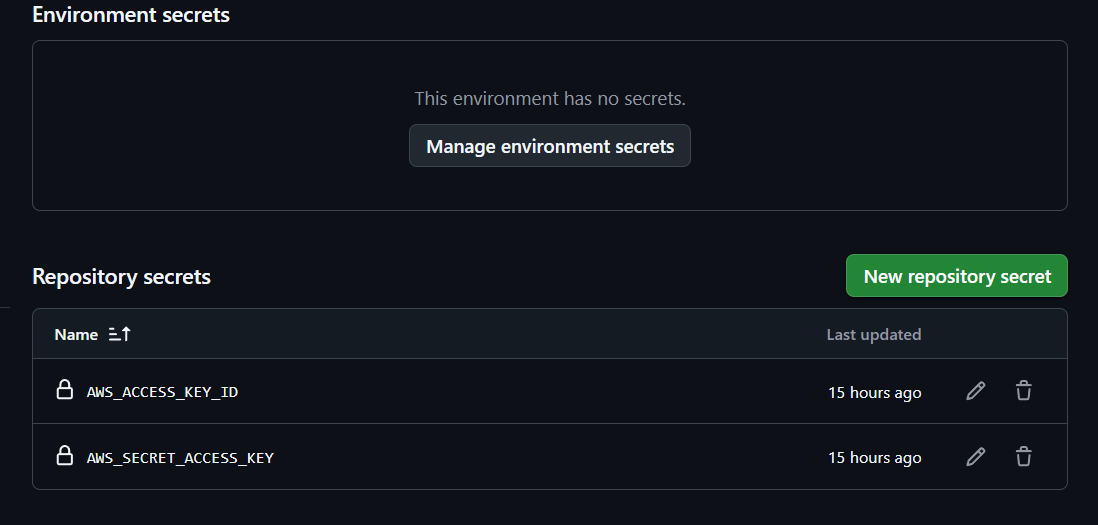 Environment secrets
This environment has no secrets.
Manage environment secrets
Repository secrets
New repository secret
Name
Last updated
AWS_ACCESS_KEY_ID
15 hours ago
AWS_SECRET_ACCESS_KEY
15 hours ago